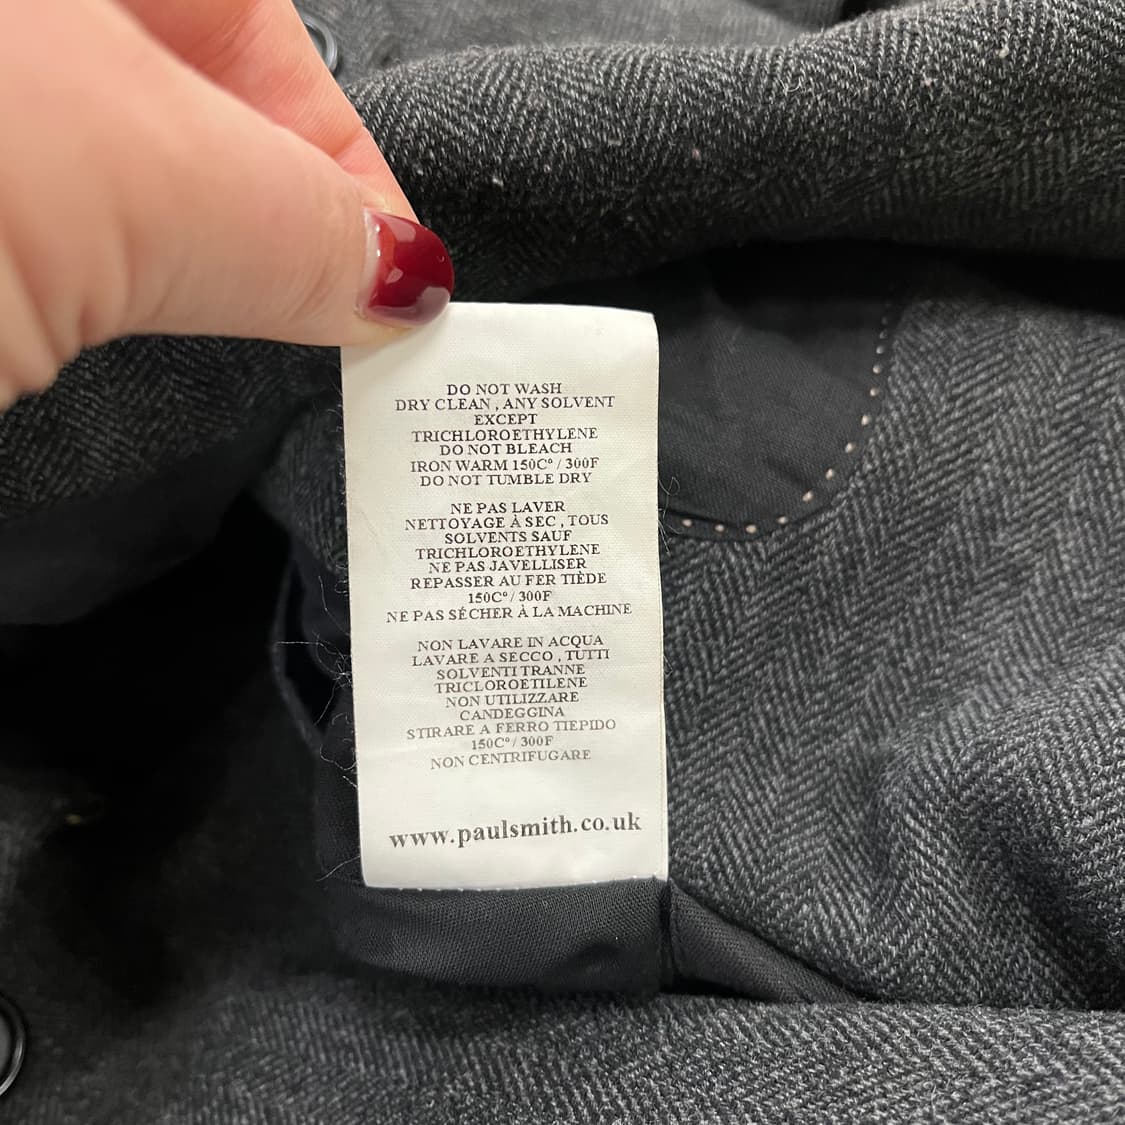 DO NOT WASH
DRY CLEAN , ANY SOLVENT
EXCEPT
TRICHLOROETHYLENE
DO NOT BLEACH
IRON WARM 150C° / 300F
DO NOT TUMBLE DRY
NE PAS LAVER
NETTOYAGE À SEC , TOUS
SOLVENTS SAUF
TRICHLOROETHYLENE
NE PAS JAVELLISER
REPASSER AU FER TIÈDE
150C° / 300F
NE PAS SÉCHER À LA MACHINE
NON LAVARE IN ACQUA
LAVARE A SECCO , TUTTI
SOLVENTI TRANNE
TRICLOROETILENE
NON UTILIZZARE
CANDEGGINA
STIRARE A FERRO TIEPIDO
150C° / 300F
NON CENTRIFUGARE
www.paulsmith.co.uk